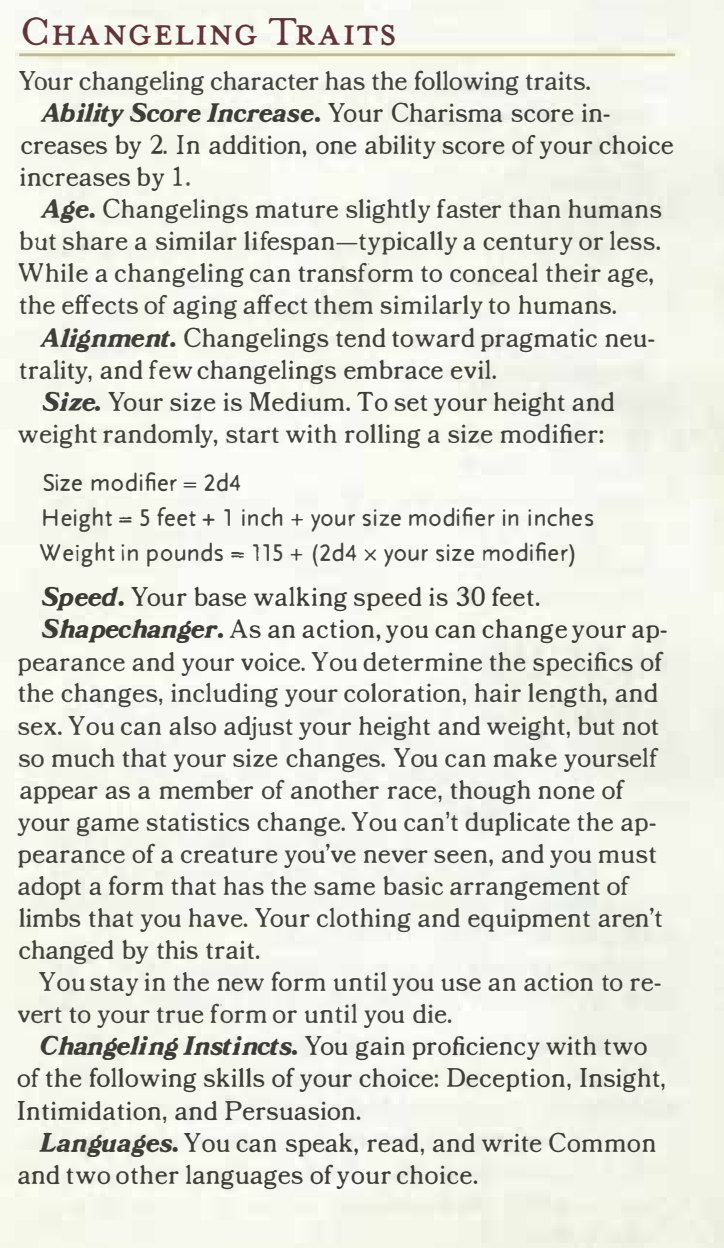 CHANGELING TRAITS
Your changeling character has the following traits.
Ability Score Increase. Your Charisma score in-
creases by 2. In addition, one ability score of your choice
increases by 1.
Age. Changelings mature slightly faster than humans
but share a similar lifespan—typically a century or less.
While a changeling can transform to conceal their age,
the effects of aging affect them similarly to humans.
Alignment. Changelings tend toward pragmatic neu-
trality, and few changelings embrace evil.
Size. Your size is Medium. To set your height and
weight randomly, start with rolling a size modifier:
Size modifier = 2d4
Height = 5 feet + 1 inch + your size modifier in inches
Weight in pounds = 115 + (2d4 × your size modifier)
Speed. Your base walking speed is 30 feet.
Shapechanger. As an action, you can change your ap-
pearance and your voice. You determine the specifics of
the changes, including your coloration, hair length, and
sex. You can also adjust your height and weight, but not
so much that your size changes. You can make yourself
appear as a member of another race, though none of
your game statistics change. You can't duplicate the ap-
pearance of a creature you've never seen, and you must
adopt a form that has the same basic arrangement of
limbs that you have. Your clothing and equipment aren't
changed by this trait.
You stay in the new form until you use an action to re-
vert to your true form or until you die.
Changeling Instincts. You gain proficiency with two
of the following skills of your choice: Deception, Insight,
Intimidation, and Persuasion.
Languages. You can speak, read, and write Common
and two other languages of your choice.